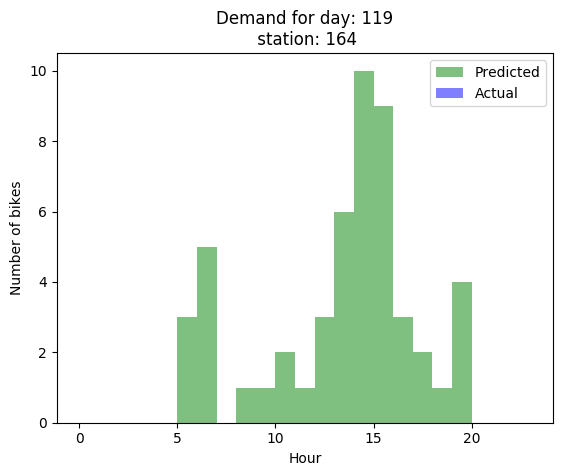 Demand for day: 119
station: 164
Predicted
Actual
Number of bikes
10
8
6
4
2
0
0
5
10
15
20
Hour